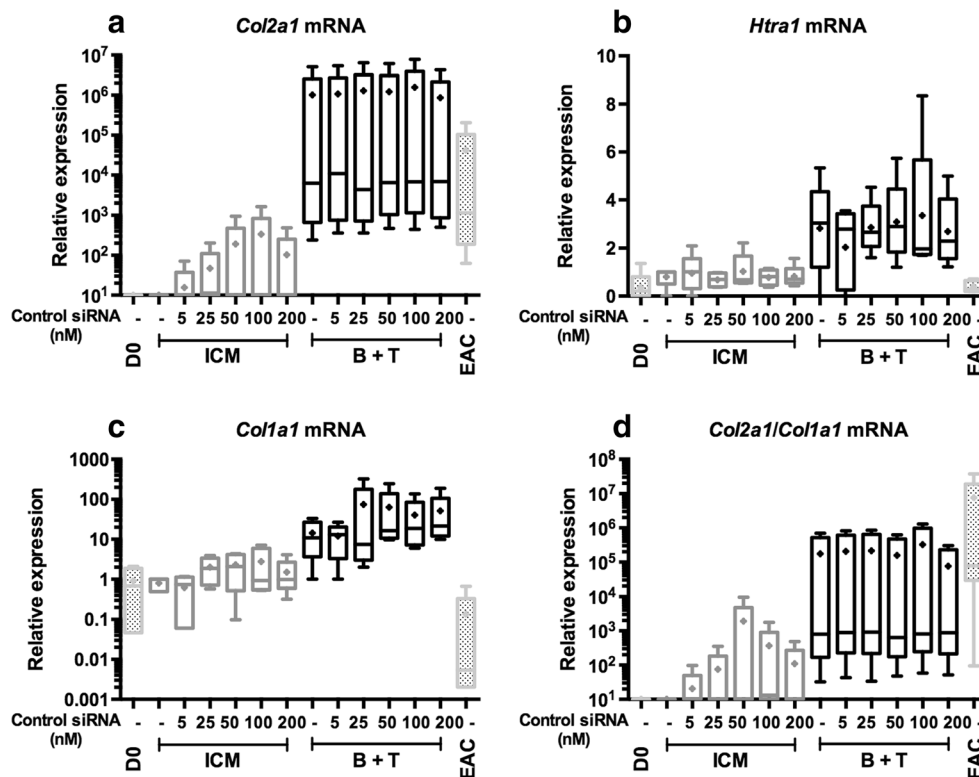 a
Col2a1 mRNA
Relative expression
10^7
10^6
10^5
10^4
10^3
10^2
10^1
Control siRNA - - 5 25 50 100 200 - 5 25 50 100 200 -
(nM)
D0
ICM
B + T
EAC
b
Htra1 mRNA
Relative expression
10
8
6
4
2
0
Control siRNA - - 5 25 50 100 200 - 5 25 50 100 200 -
(nM)
D0
ICM
B + T
EAC
c
Col1a1 mRNA
Relative expression
1000
100
10
1
0.1
0.01
0.001
Control siRNA - - 5 25 50 100 200 - 5 25 50 100 200 -
(nM)
D0
ICM
B + T
EAC
d
Col2a1/Col1a1 mRNA
Relative expression
10^8
10^7
10^6
10^5
10^4
10^3
10^2
10^1
Control siRNA - - 5 25 50 100 200 - 5 25 50 100 200 -
(nM)
D0
ICM
B + T
EAC